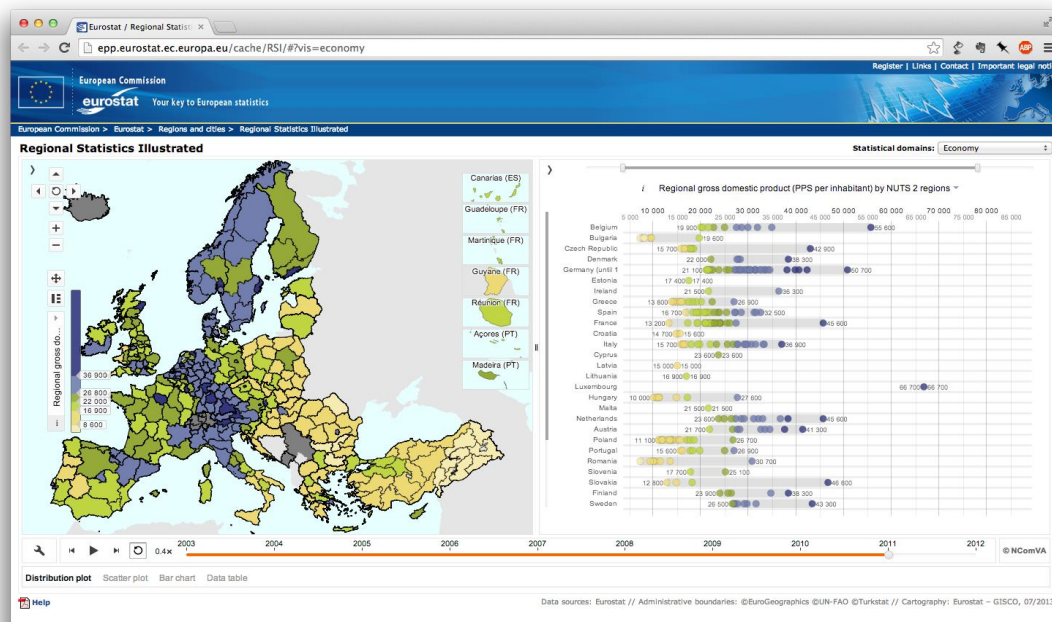 Eurostat / Regional Statisti
epp.eurostat.ec.europa.eu/cache/RSI/#?vis=economy
ABP
Register | Links | Contact | Important legal noti
European Commission
eurostat Your key to European statistics
European Commission > Eurostat > Regions and cities > Regional Statistics Illustrated
Regional Statistics Illustrated
Statistical domains: Economy
Canarias (ES)
Guadeloupe (FR)
Martinique (FR)
Guyane (FR)
Réunion (FR)
Açores (PT)
Madeira (PT)
Regional gross do...
36 900
26 800
22 000
16 900
8 600
i
i Regional gross domestic product (PPS per inhabitant) by NUTS 2 regions
5 000 10 000 15 000 20 000 25 000 30 000 35 000 40 000 45 000 50 000 55 000 60 000 65 000 70 000 75 000 80 000 85 000
Belgium 19 900 55 600
Bulgaria 19 600
Czech Republic 15 700 42 900
Denmark 22 000 38 300
Germany (until 1 21 100 50 700
Estonia 17 400 17 400
Ireland 21 500 36 300
Greece 13 800 26 900
Spain 16 700 32 500
France 13 200 45 600
Croatia 14 700 15 600
Italy 15 700 36 900
Cyprus 23 600 23 600
Latvia 15 000 15 000
Lithuania 16 900 16 900
Luxembourg 66 700 66 700
Hungary 10 000 27 600
Malta 21 500 21 500
Netherlands 23 600 45 600
Austria 21 700 41 300
Poland 11 100 26 700
Portugal 15 600 26 900
Romania 30 700
Slovenia 17 700 25 100
Slovakia 12 800 46 600
Finland 23 900 38 300
Sweden 26 500 43 300
0.4× 2003 2004 2005 2006 2007 2008 2009 2010 2011 2012
© NComVA
Distribution plot Scatter plot Bar chart Data table
Help
Data sources: Eurostat // Administrative boundaries: ©EuroGeographics ©UN-FAO ©Turkstat // Cartography: Eurostat – GISCO, 07/2013